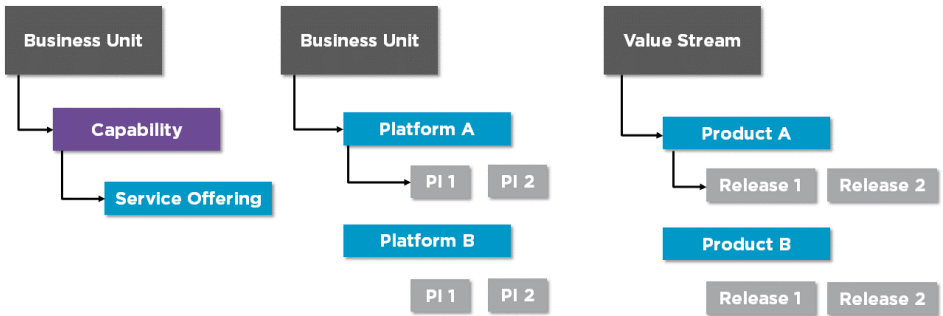 Business Unit
Capability
Service Offering
Business Unit
Platform A
PI 1 PI 2
Platform B
PI 1 PI 2
Value Stream
Product A
Release 1 Release 2
Product B
Release 1 Release 2